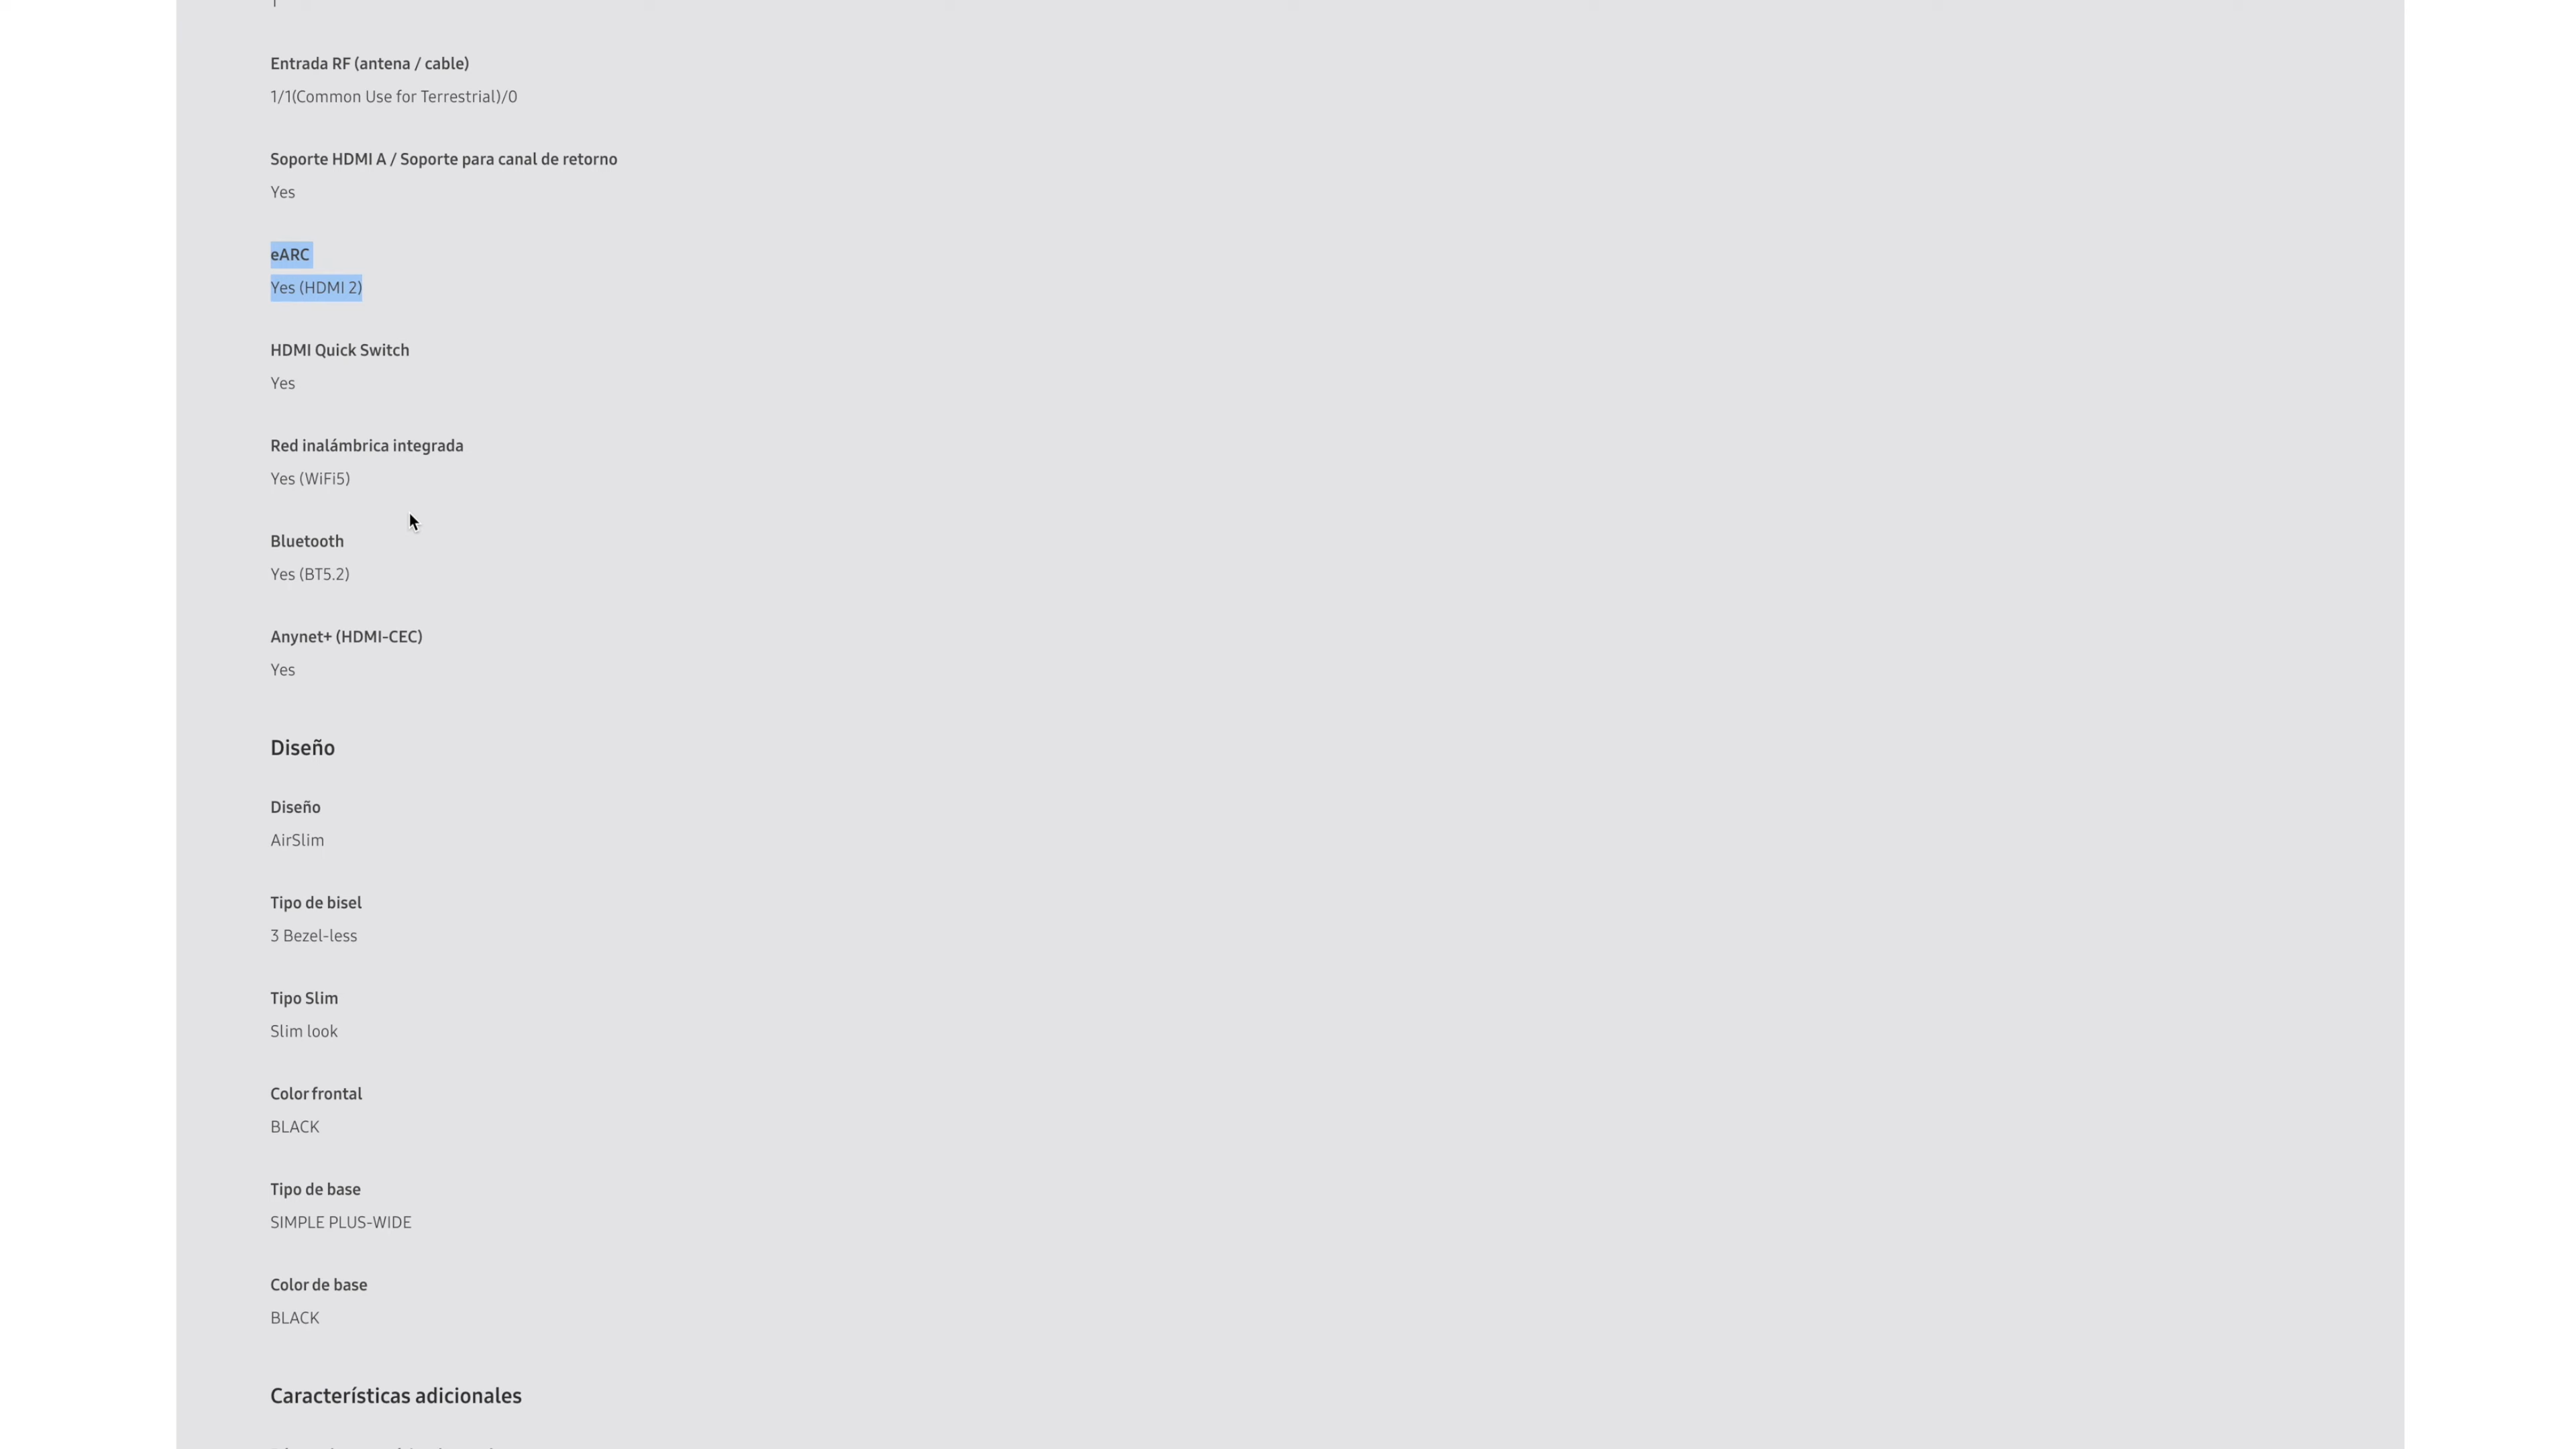 Entrada RF (antena / cable)
1/1(Common Use for Terrestrial)/0
Soporte HDMI A / Soporte para canal de retorno
Yes
eARC
Yes (HDMI 2)
HDMI Quick Switch
Yes
Red inalámbrica integrada
Yes (WiFi5)
Bluetooth
Yes (BT5.2)
Anynet+ (HDMI-CEC)
Yes
Diseño
Diseño
AirSlim
Tipo de bisel
3 Bezel-less
Tipo Slim
Slim look
Color frontal
BLACK
Tipo de base
SIMPLE PLUS-WIDE
Color de base
BLACK
Características adicionales